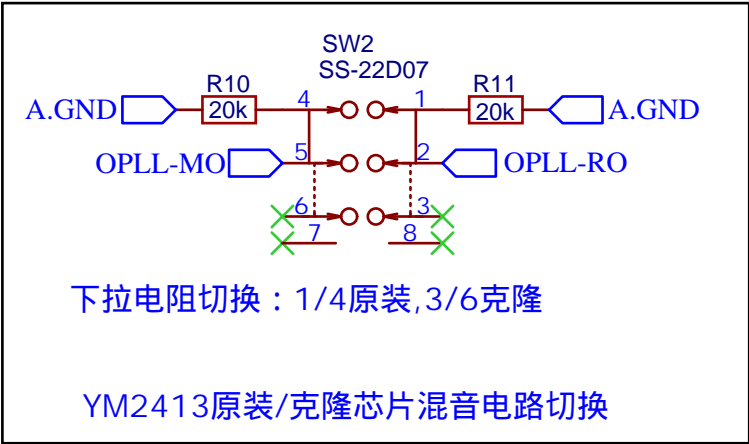 SW2
SS-22D07
R10
R11
A.GND
20k
4
1
20k
A.GND
OPLL-MO
5
2
OPLL-RO
6
3
7
8
下拉电阻切换：1/4原装,3/6克隆
YM2413原装/克隆芯片混音电路切换